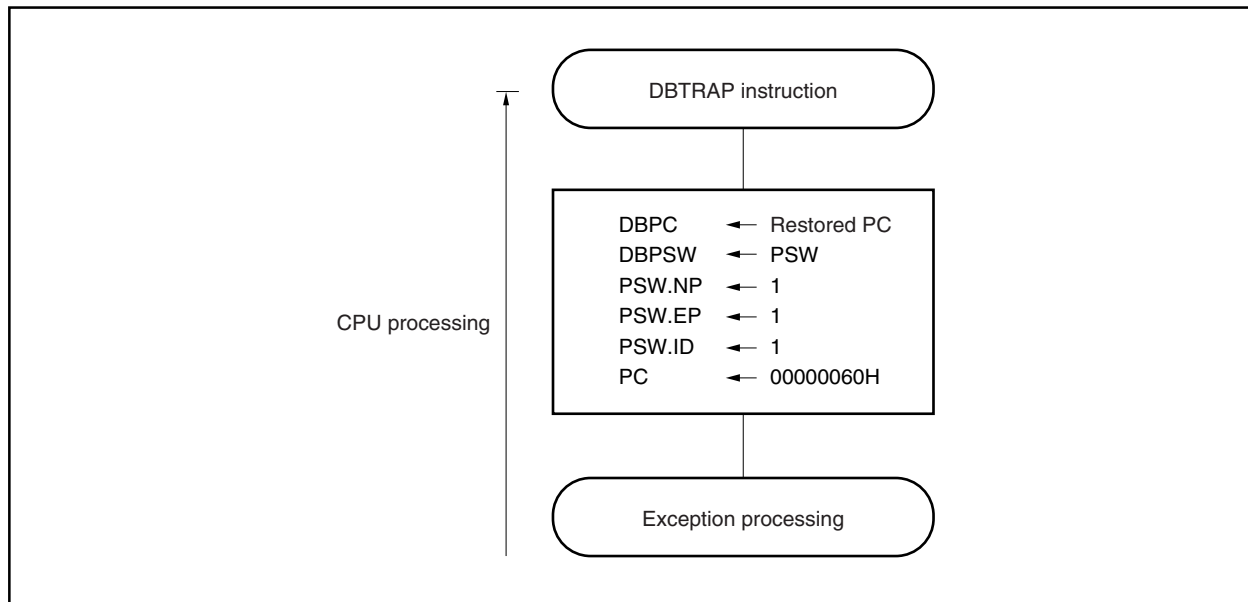 DBTRAP instruction
DBPC ← Restored PC
DBPSW ← PSW
PSW.NP ← 1
PSW.EP ← 1
PSW.ID ← 1
PC ← 00000060H
CPU processing
Exception processing